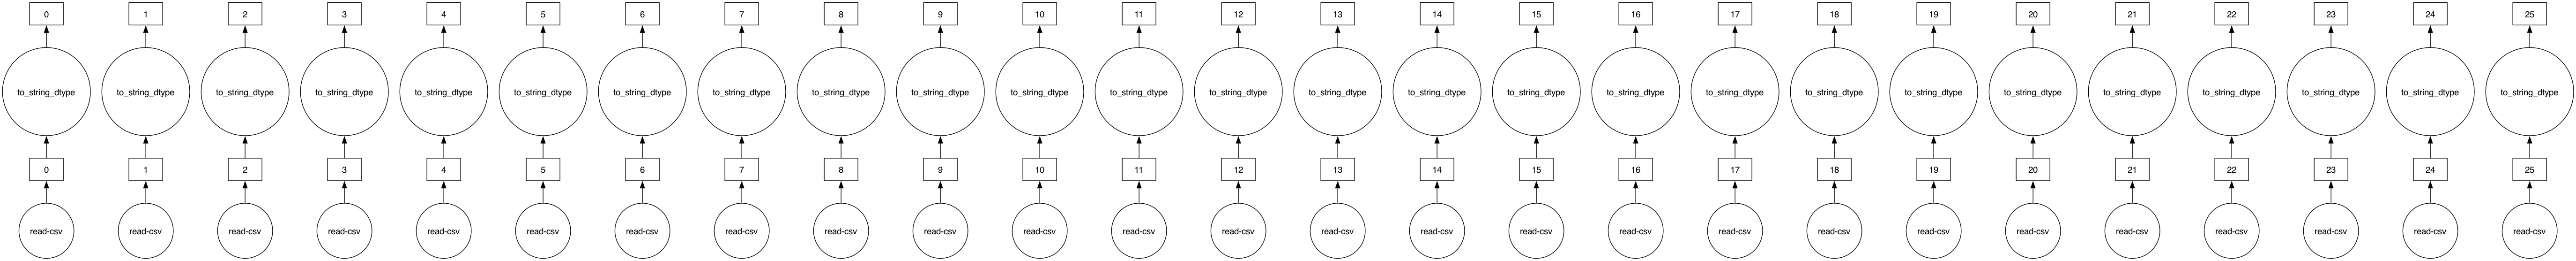 0 1 2 3 4 5 6 7 8 9 10 11 12 13 14 15 16 17 18 19 20 21 22 23 24 25
to_string_dtype to_string_dtype to_string_dtype to_string_dtype to_string_dtype to_string_dtype to_string_dtype to_string_dtype to_string_dtype to_string_dtype to_string_dtype to_string_dtype to_string_dtype to_string_dtype to_string_dtype to_string_dtype to_string_dtype to_string_dtype to_string_dtype to_string_dtype to_string_dtype to_string_dtype to_string_dtype to_string_dtype to_string_dtype to_string_dtype
0 1 2 3 4 5 6 7 8 9 10 11 12 13 14 15 16 17 18 19 20 21 22 23 24 25
read-csv read-csv read-csv read-csv read-csv read-csv read-csv read-csv read-csv read-csv read-csv read-csv read-csv read-csv read-csv read-csv read-csv read-csv read-csv read-csv read-csv read-csv read-csv read-csv read-csv read-csv